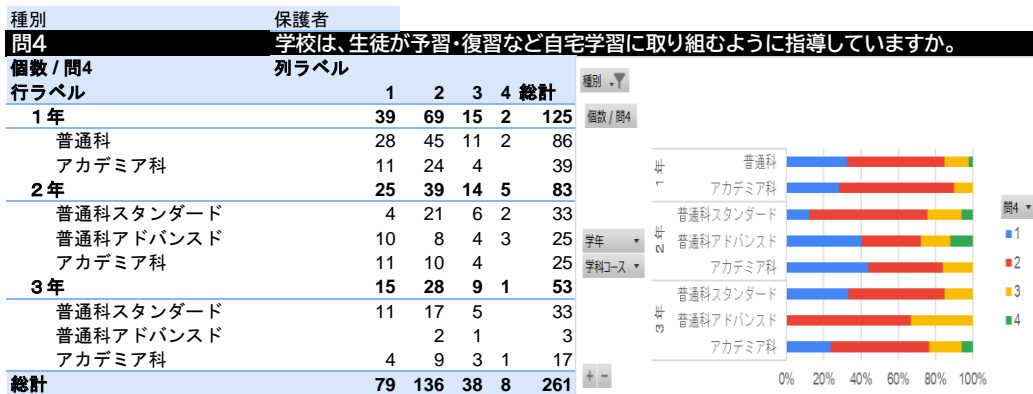 種別 保護者
問4 学校は、生徒が予習・復習など自宅学習に取り組むように指導していますか。
個数 / 問4 列ラベル
行ラベル 1 2 3 4 総計
1年 39 69 15 2 125
普通科 28 45 11 2 86
アカデミア科 11 24 4 39
2年 25 39 14 5 83
普通科スタンダード 4 21 6 2 33
普通科アドバンスド 10 8 4 3 25
アカデミア科 11 10 4 25
3年 15 28 9 1 53
普通科スタンダード 11 17 5 33
普通科アドバンスド 2 1 3
アカデミア科 4 9 3 1 17
総計 79 136 38 8 261
種別
個数 / 問4
学年
学科コース
1年
普通科
アカデミア科
2年
普通科スタンダード
普通科アドバンスド
アカデミア科
3年
普通科スタンダード
普通科アドバンスド
アカデミア科
0% 20% 40% 60% 80% 100%
問4
1
2
3
4
+ -